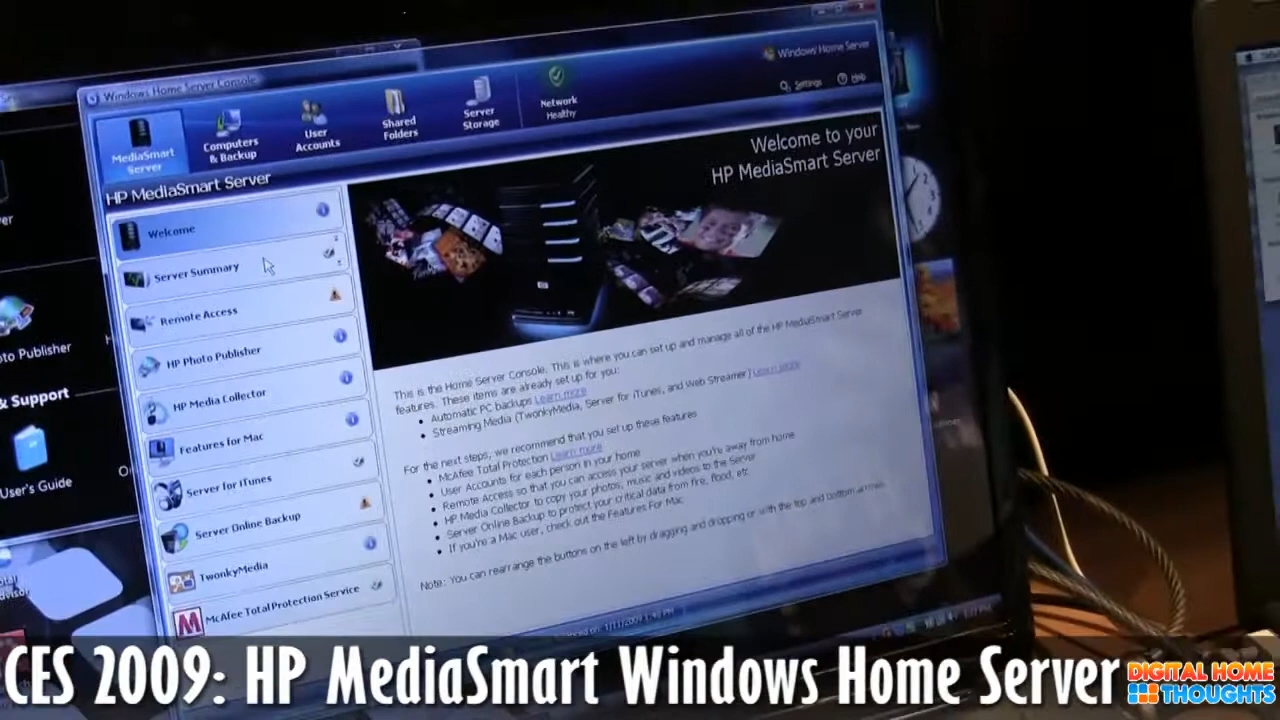 Windows Home Server Console
Windows Home Server
Settings
Help
MediaSmart
Server
Computers
& Backup
User
Accounts
Shared
Folders
Server
Storage
Network
Healthy
HP MediaSmart Server
Welcome to your
HP MediaSmart Server
Welcome
Server Summary
Remote Access
HP Photo Publisher
HP Media Collector
Features for Mac
Server for iTunes
Server Online Backup
TwonkyMedia
McAfee Total Protection Service
This is the Home Server Console. This is where you can set up and manage all of the HP MediaSmart Server
features. These items are already set up for you:
Automatic PC backups Learn more
Streaming Media (TwonkyMedia, Server for iTunes, and Web Streamer) Learn more
For the next steps, we recommend that you set up these features
McAfee Total Protection Learn more
User Accounts for each person in your home
Remote Access so that you can access your server when you're away from home
HP Media Collector to copy your photos, music and videos to the Server
Server Online Backup to protect your critical data from fire, flood, etc.
If you're a Mac user, check out the Features For Mac
Note: You can rearrange the buttons on the left by dragging and dropping or with the top and bottom arrows
Photo Publisher
& Support
User's Guide
CES 2009: HP MediaSmart Windows Home Server
DIGITAL HOME
THOUGHTS